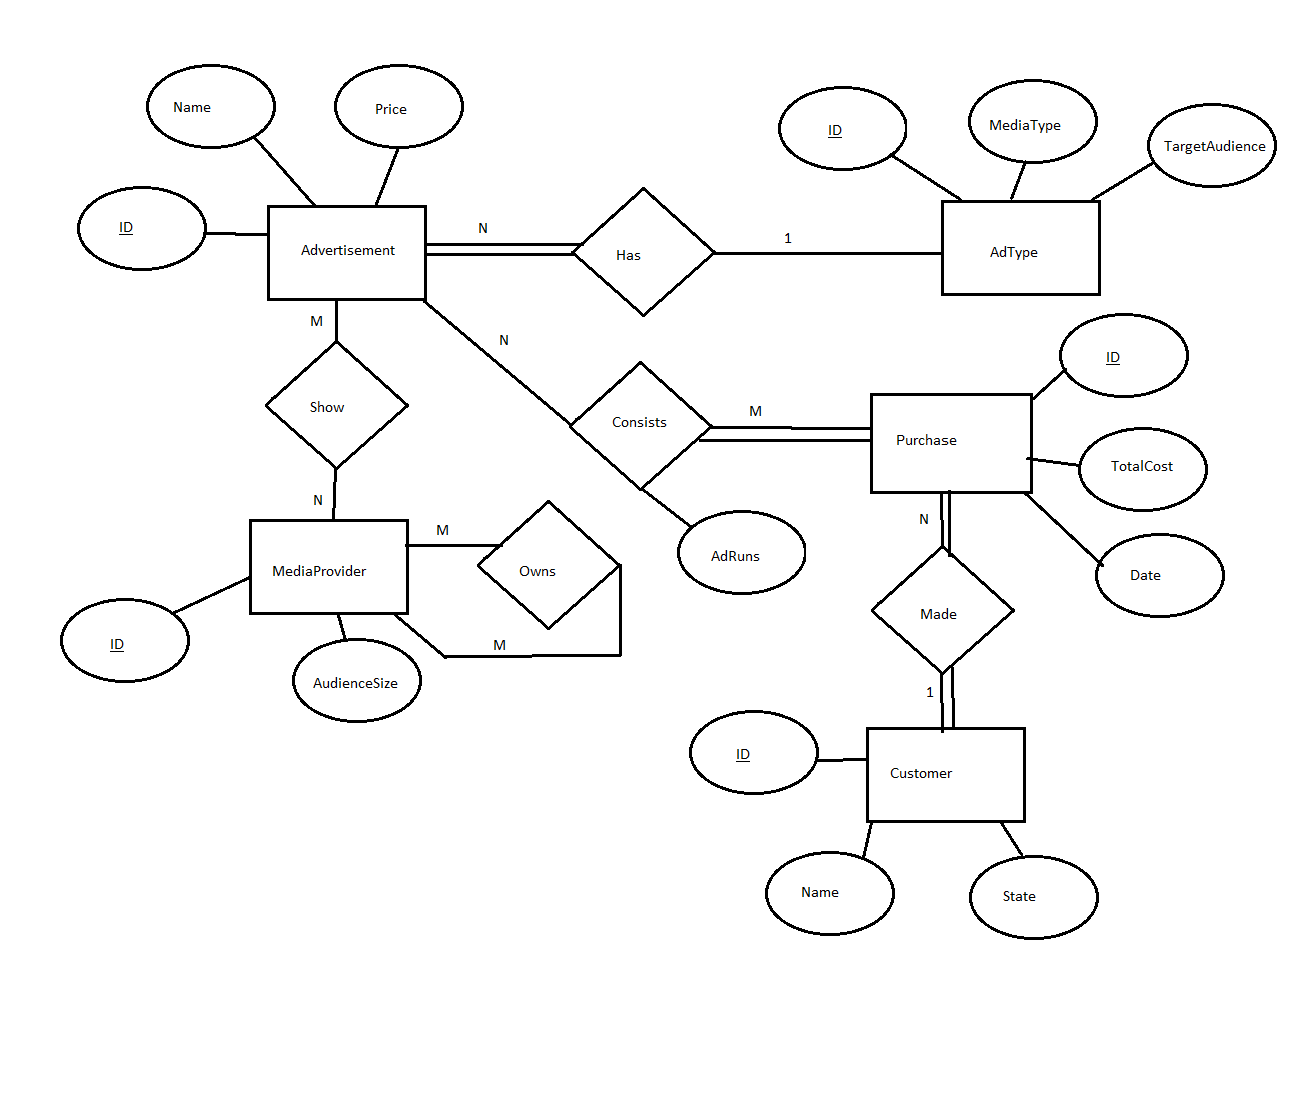 Name
Price
ID
MediaType
TargetAudience
ID
N
1
Advertisement
Has
AdType
M
N
ID
Show
Consists
M
Purchase
TotalCost
N
M
N
MediaProvider
Owns
AdRuns
Date
ID
M
Made
AudienceSize
1
ID
Customer
Name
State